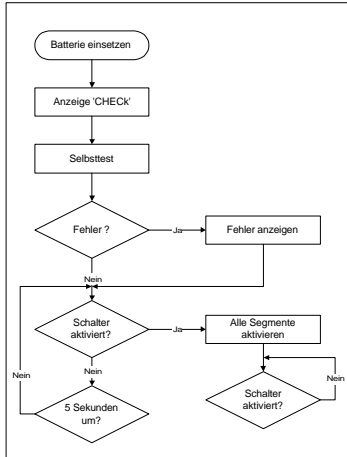 Batterie einsetzen
Anzeige 'CHECk'
Selbsttest
Fehler ?
Ja
Fehler anzeigen
Nein
Schalter
aktiviert?
Ja
Alle Segmente
aktivieren
Nein
Nein
5 Sekunden
um?
Schalter
aktiviert?
Nein